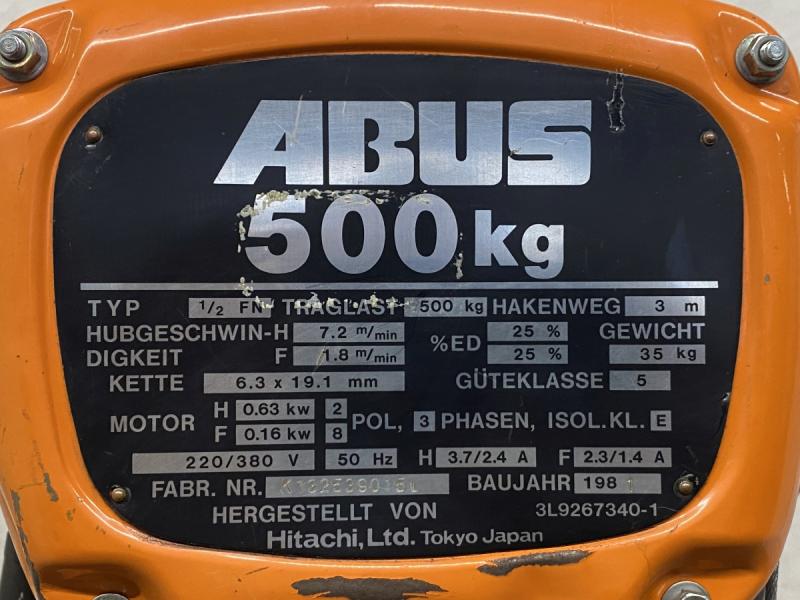 ABUS
500kg
TYP 1/2 FN TRAGLAST 500 kg HAKENWEG 3 m
HUBGESCHWIN-H 7.2 m/min %ED 25 % GEWICHT
DIGKEIT F 1.8 m/min 25 % 35 kg
KETTE 6.3 x 19.1 mm GÜTEKLASSE 5
MOTOR H 0.63 kw 2 POL, 3 PHASEN, ISOL.KL. E
F 0.16 kw 8
220/380 V 50 Hz H 3.7/2.4 A F 2.3/1.4 A
FABR. NR. BAUJAHR 198
HERGESTELLT VON 3L9267340-1
Hitachi, Ltd. Tokyo Japan